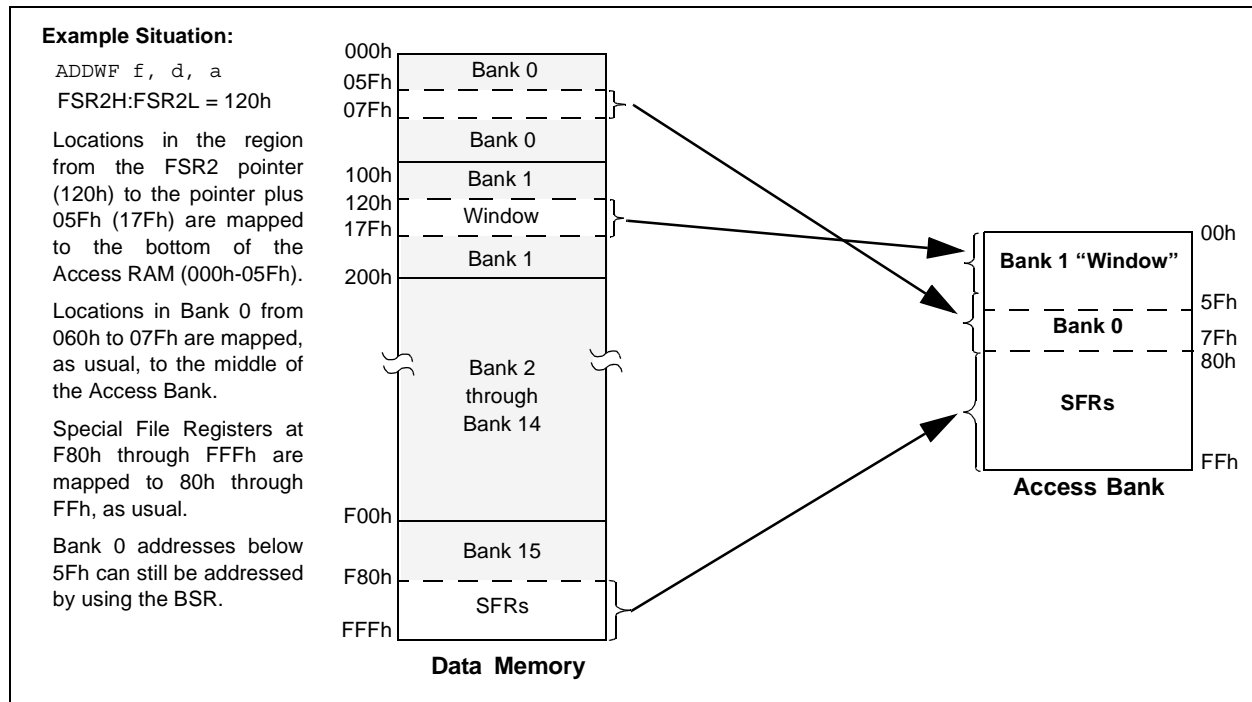 Example Situation:
ADDWF f, d, a
FSR2H:FSR2L = 120h
Locations in the region
from the FSR2 pointer
(120h) to the pointer plus
05Fh (17Fh) are mapped
to the bottom of the
Access RAM (000h-05Fh).
Locations in Bank 0 from
060h to 07Fh are mapped,
as usual, to the middle of
the Access Bank.
Special File Registers at
F80h through FFFh are
mapped to 80h through
FFh, as usual.
Bank 0 addresses below
5Fh can still be addressed
by using the BSR.
000h
Bank 0
05Fh
07Fh
Bank 0
100h
Bank 1
120h
Window
17Fh
Bank 1
200h
Bank 2
through
Bank 14
F00h
Bank 15
F80h
SFRs
FFFh
Data Memory
00h
Bank 1 “Window”
5Fh
Bank 0
7Fh
80h
SFRs
FFh
Access Bank